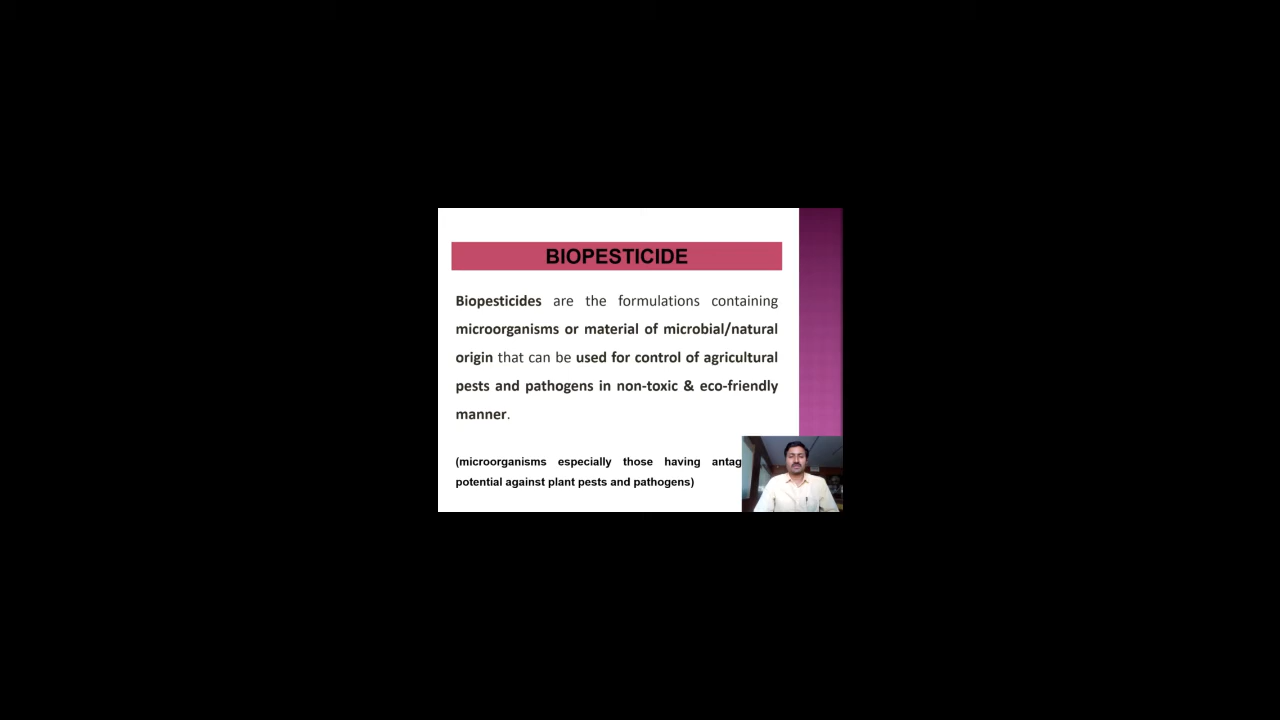 BIOPESTICIDE
Biopesticides are the formulations containing
microorganisms or material of microbial/natural
origin that can be used for control of agricultural
pests and pathogens in non-toxic & eco-friendly
manner.
(microorganisms especially those having
potential against plant pests and pathogens)